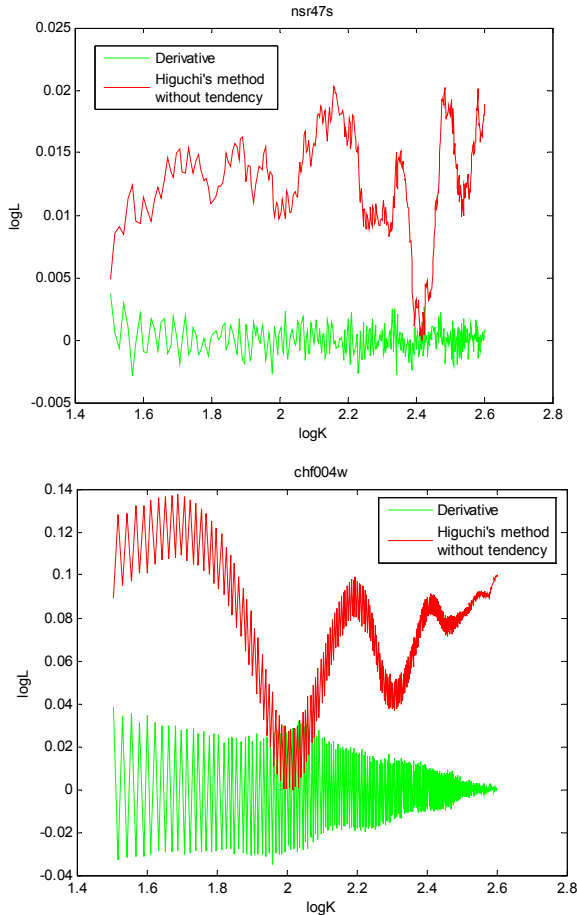 nsr47s
0.025
0.02
0.015
0.01
0.005
0
-0.005
logL
Derivative
Higuchi's method
without tendency
1.4 1.6 1.8 2 2.2 2.4 2.6 2.8
logK
chf004w
0.14
0.12
0.1
0.08
0.06
0.04
0.02
0
-0.02
-0.04
logL
Derivative
Higuchi's method
without tendency
1.4 1.6 1.8 2 2.2 2.4 2.6 2.8
logK